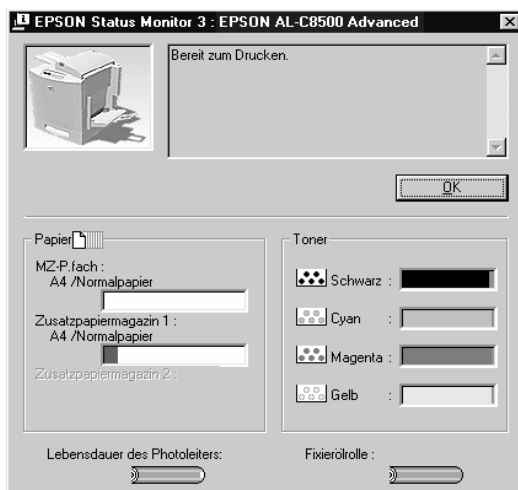 EPSON Status Monitor 3 : EPSON AL-C8500 Advanced
Bereit zum Drucken.
OK
Papier
MZ-P.fach :
A4 /Normalpapier
Zusatzpapiermagazin 1 :
A4 /Normalpapier
Zusatzpapiermagazin 2 :
Toner
Schwarz :
Cyan :
Magenta :
Gelb :
Lebensdauer des Photoleiters:
Fixierölrolle :